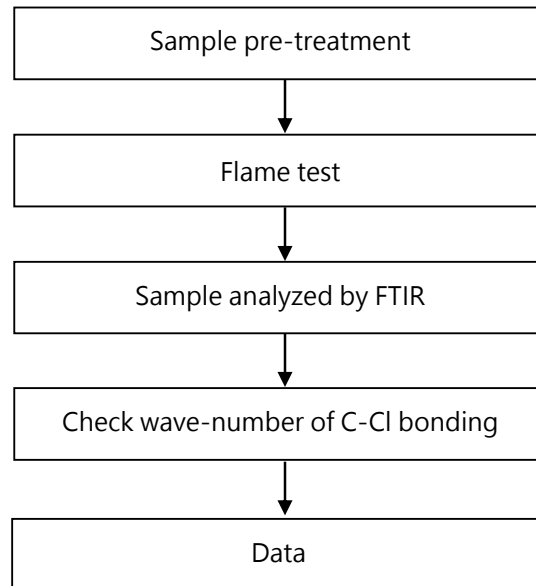 Sample pre-treatment
Flame test
Sample analyzed by FTIR
Check wave-number of C-Cl bonding
Data